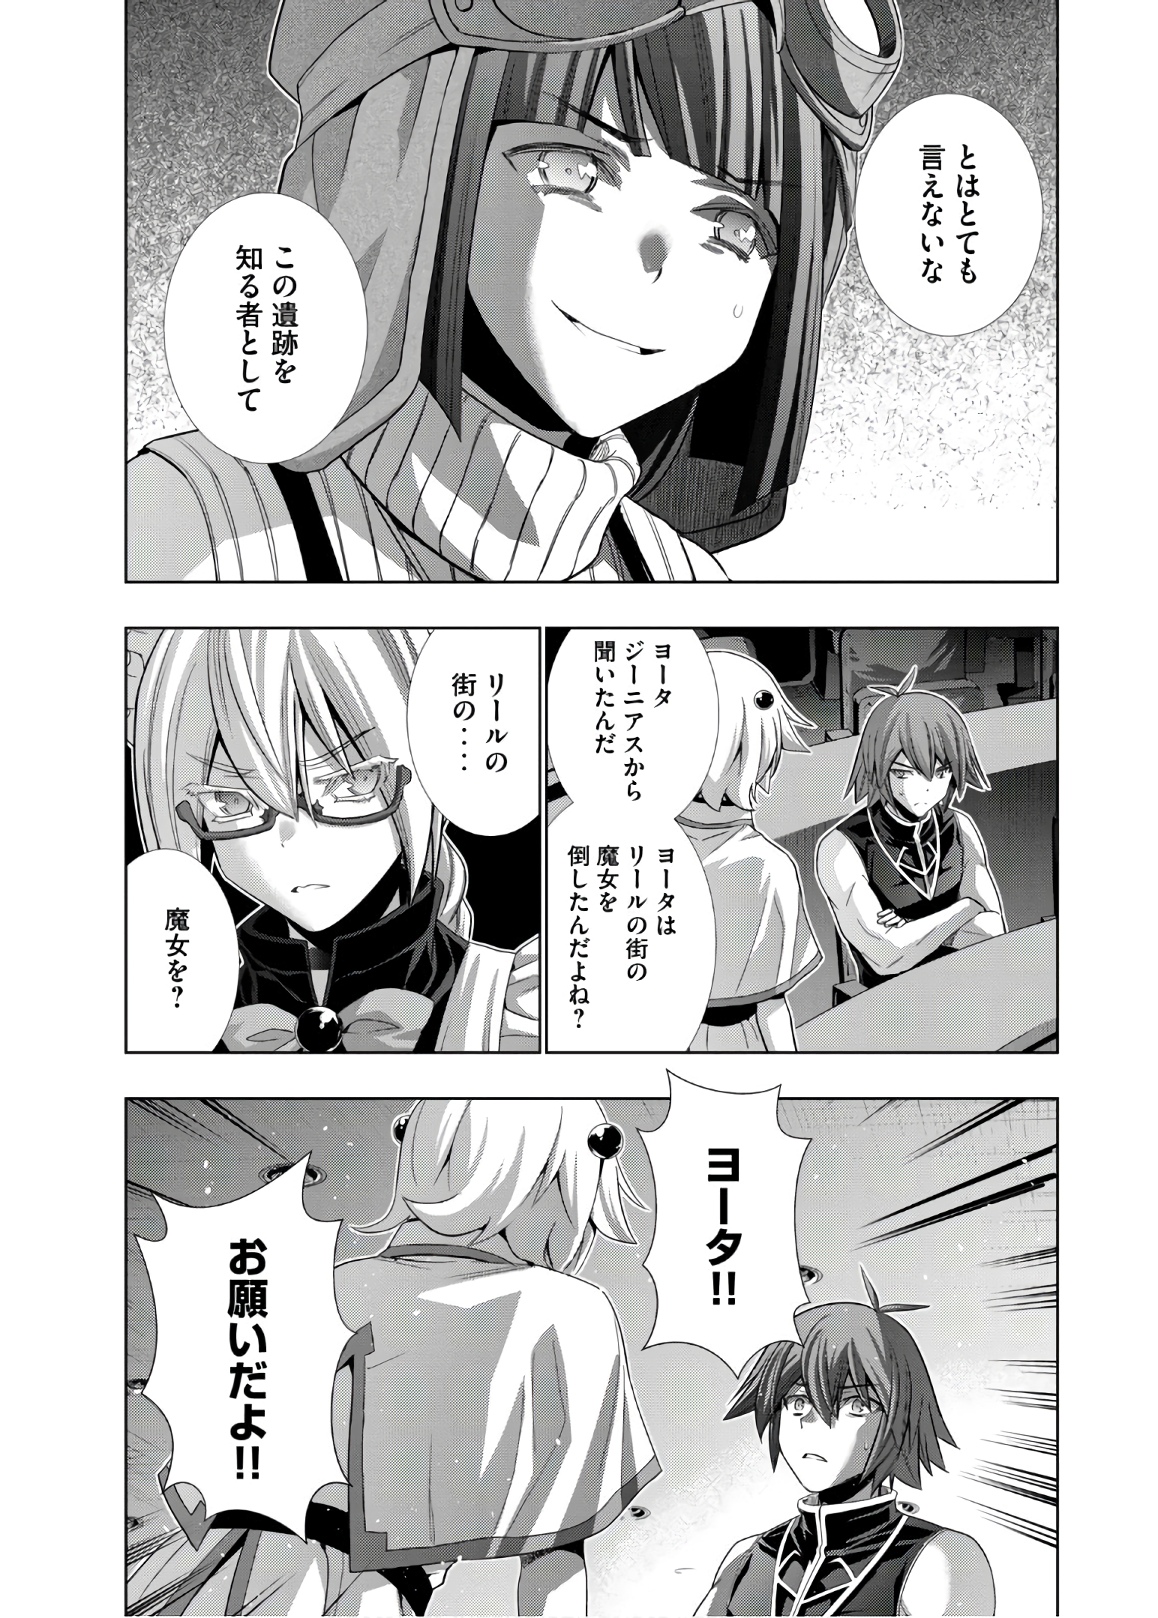 とはとても
言えないな
この遺跡を
知る者として
ヨータ
ジーニアスから
聞いたんだ
ヨータは
リールの街の
魔女を
倒したんだよね?
リールの
街の‥‥
魔女を?
ヨータ!!
お願いだよ!!